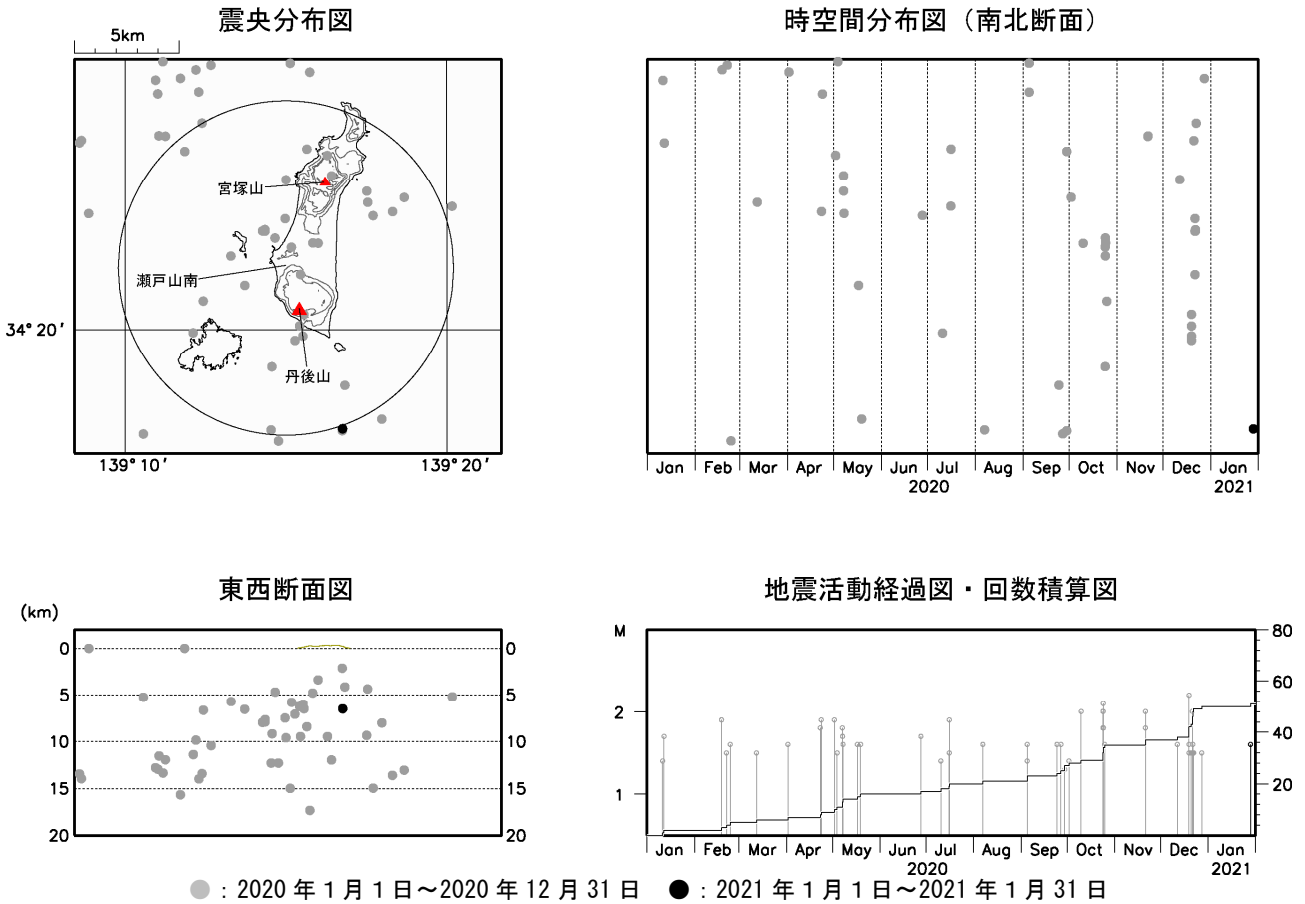 震央分布図
5km
宮塚山
瀬戸山南
丹後山
34° 20′
139° 10′ 139° 20′
時空間分布図（南北断面）
Jan Feb Mar Apr May Jun Jul Aug Sep Oct Nov Dec Jan
2020 2021
東西断面図
(km)
0 0
5 5
10 10
15 15
20 20
地震活動経過図・回数積算図
M
80
60
2
40
1
20
Jan Feb Mar Apr May Jun Jul Aug Sep Oct Nov Dec Jan
2020 2021
：2020 年 1 月 1 日～2020 年 12 月 31 日 ：2021 年 1 月 1 日～2021 年 1 月 31 日